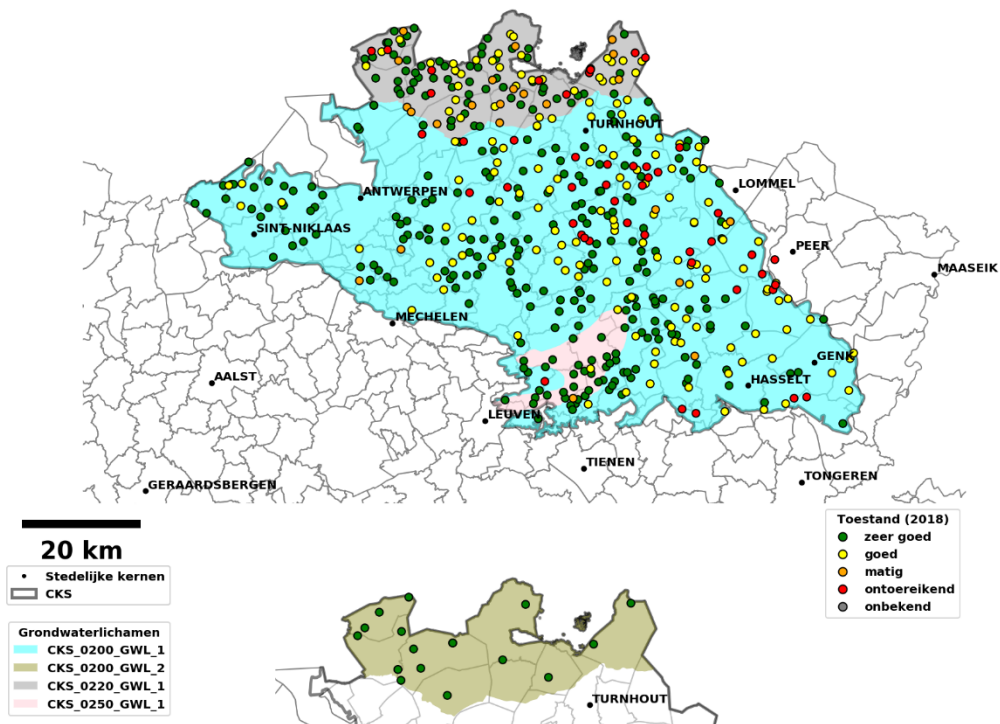 TURNHOUT
LOMMEL
ANTWERPEN
SINT-NIKLAAS
PEER
MAASEIK
MECHELEN
GENK
AALST
HASSELT
LEUVEN
TIENEN
TONGEREN
GERAARDSBERGEN
20 km
Toestand (2018)
zeer goed
goed
matig
ontoereikend
onbekend
Stedelijke kernen
CKS
Grondwaterlichamen
CKS_0200_GWL_1
CKS_0200_GWL_2
CKS_0220_GWL_1
CKS_0250_GWL_1
TURNHOUT